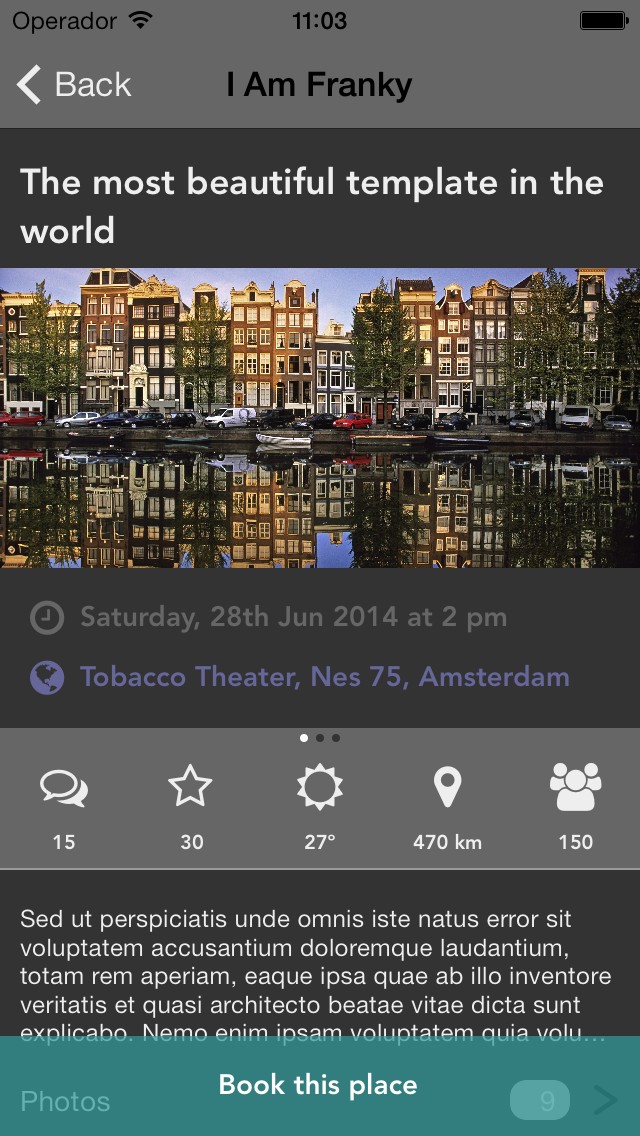 Operador 11:03
Back I Am Franky
The most beautiful template in the
world
Saturday, 28th Jun 2014 at 2 pm
Tobacco Theater, Nes 75, Amsterdam
15 30 27° 470 km 150
Sed ut perspiciatis unde omnis iste natus error sit
voluptatem accusantium doloremque laudantium,
totam rem aperiam, eaque ipsa quae ab illo inventore
veritatis et quasi architecto beatae vitae dicta sunt
explicabo. Nemo enim ipsam voluptatem quia volu...
Book this place
Photos 9